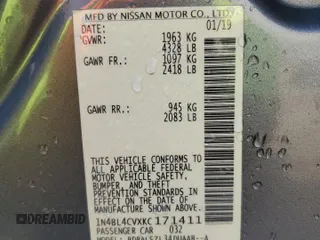 MFD BY NISSAN MOTOR CO., LTD.
DATE: 01/19
GVWR: 1963 KG
4328 LB
GAWR FR.: 1097 KG
2418 LB
GAWR RR.: 945 KG
2083 LB
THIS VEHICLE CONFORMS TO ALL
APPLICABLE FEDERAL MOTOR VEHICLE
SAFETY, BUMPER, AND THEFT
PREVENTION STANDARDS IN EFFECT ON
THE DATE OF MANUFACTURE SHOWN ABOVE.
1N4BL4CVXKC171411
PASSENGER CAR 032
DREAMBID